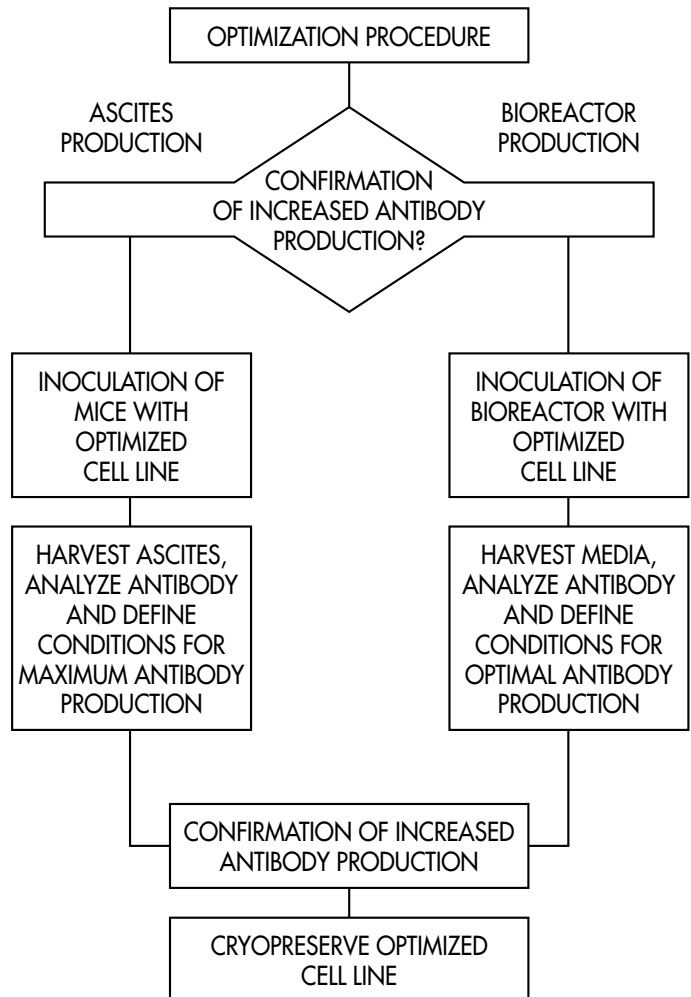 OPTIMIZATION PROCEDURE
ASCITES
PRODUCTION
BIOREACTOR
PRODUCTION
CONFIRMATION
OF INCREASED ANTIBODY
PRODUCTION?
INOCULATION OF
MICE WITH
OPTIMIZED
CELL LINE
INOCULATION OF
BIOREACTOR WITH
OPTIMIZED
CELL LINE
HARVEST ASCITES,
ANALYZE ANTIBODY
AND DEFINE
CONDITIONS FOR
MAXIMUM ANTIBODY
PRODUCTION
HARVEST MEDIA,
ANALYZE ANTIBODY
AND DEFINE
CONDITIONS FOR
OPTIMAL ANTIBODY
PRODUCTION
CONFIRMATION OF INCREASED
ANTIBODY PRODUCTION
CRYOPRESERVE OPTIMIZED
CELL LINE